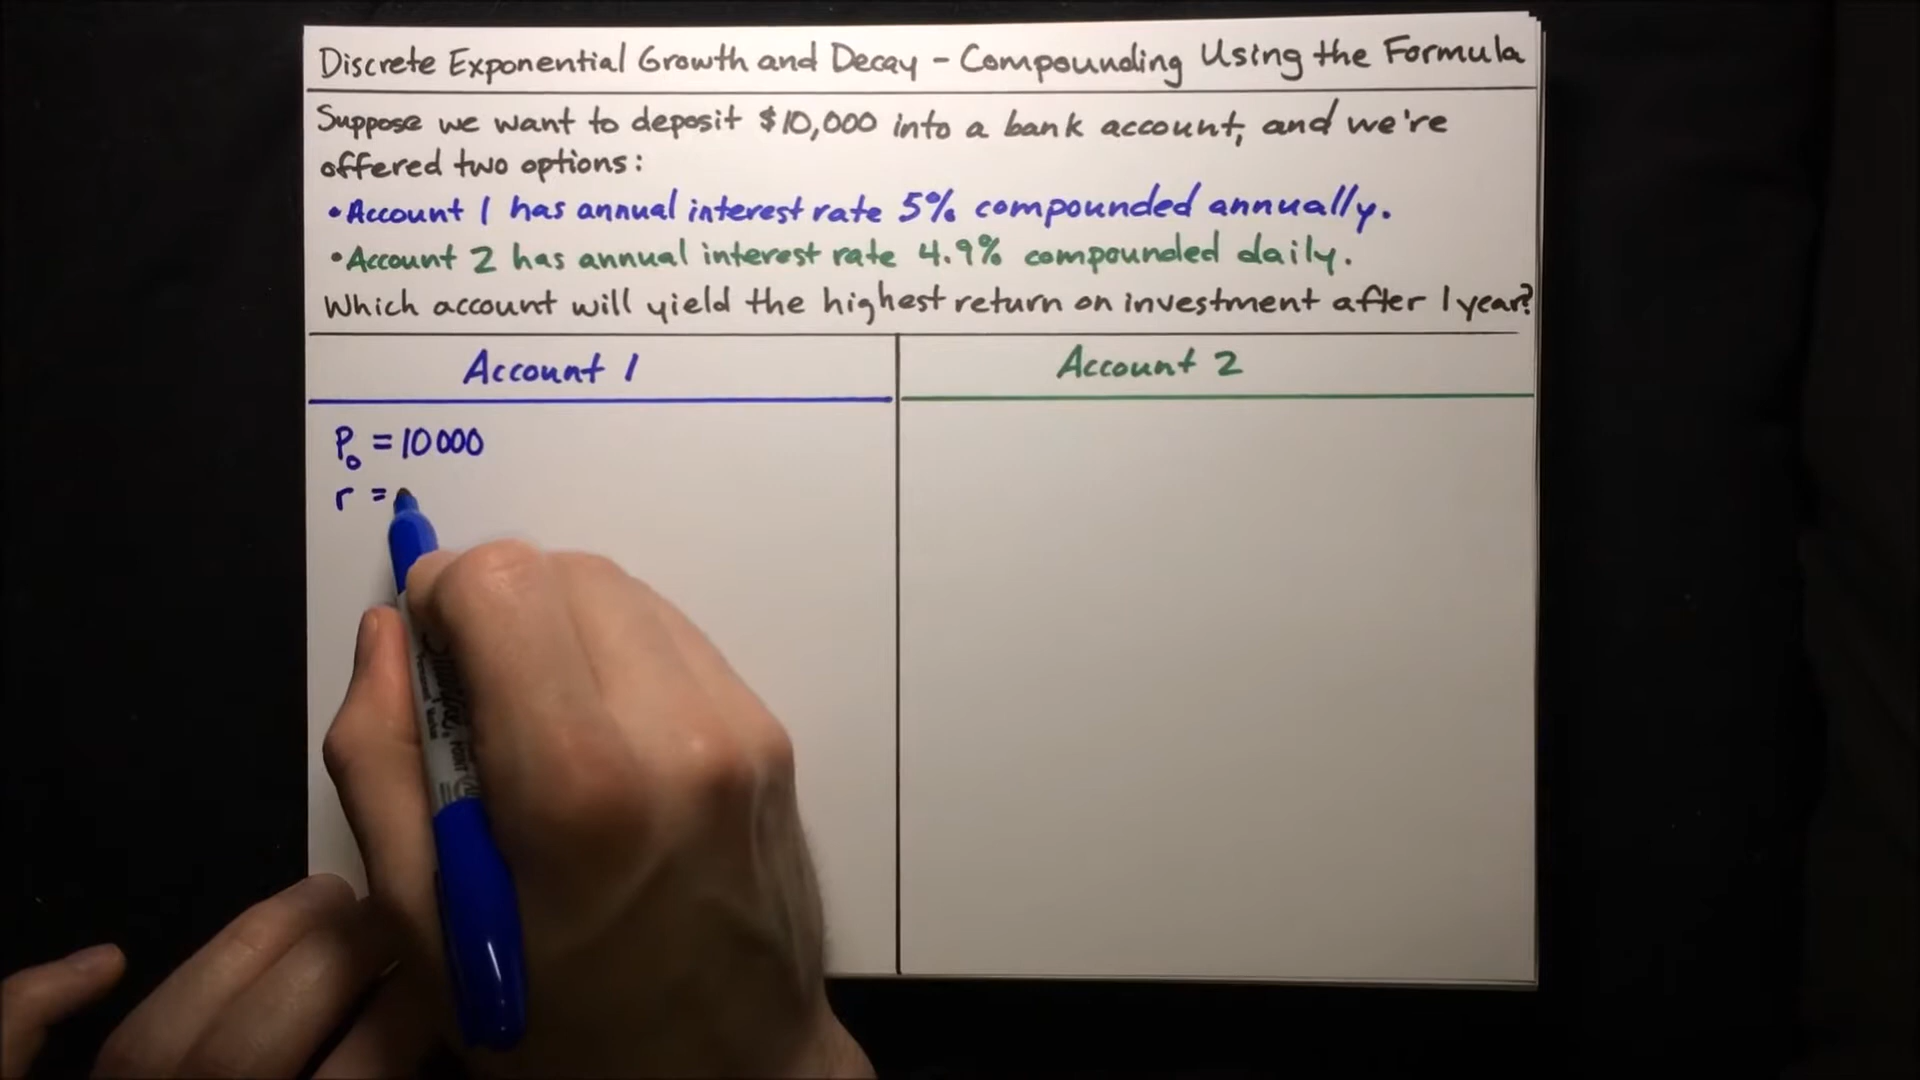 Discrete Exponential Growth and Decay - Compounding Using the Formula
Suppose we want to deposit $10,000 into a bank account, and we're
offered two options:
•Account 1 has annual interest rate 5% compounded annually.
•Account 2 has annual interest rate 4.9% compounded daily.
Which account will yield the highest return on investment after 1 year?
Account 1
Account 2
P₀ = 10000
r =
Sharpie